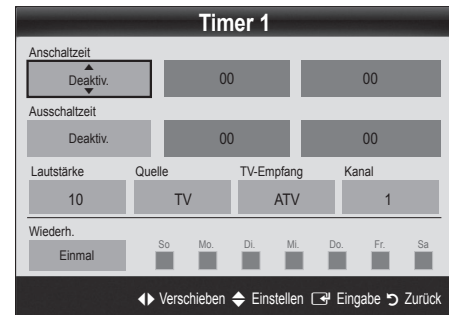 Timer 1
Anschaltzeit
Deaktiv. 00 00
Ausschaltzeit
Deaktiv. 00 00
Lautstärke Quelle TV-Empfang Kanal
10 TV ATV 1
Wiederh.
Einmal So Mo. Di. Mi. Do. Fr. Sa
Verschieben Einstellen Eingabe Zurück